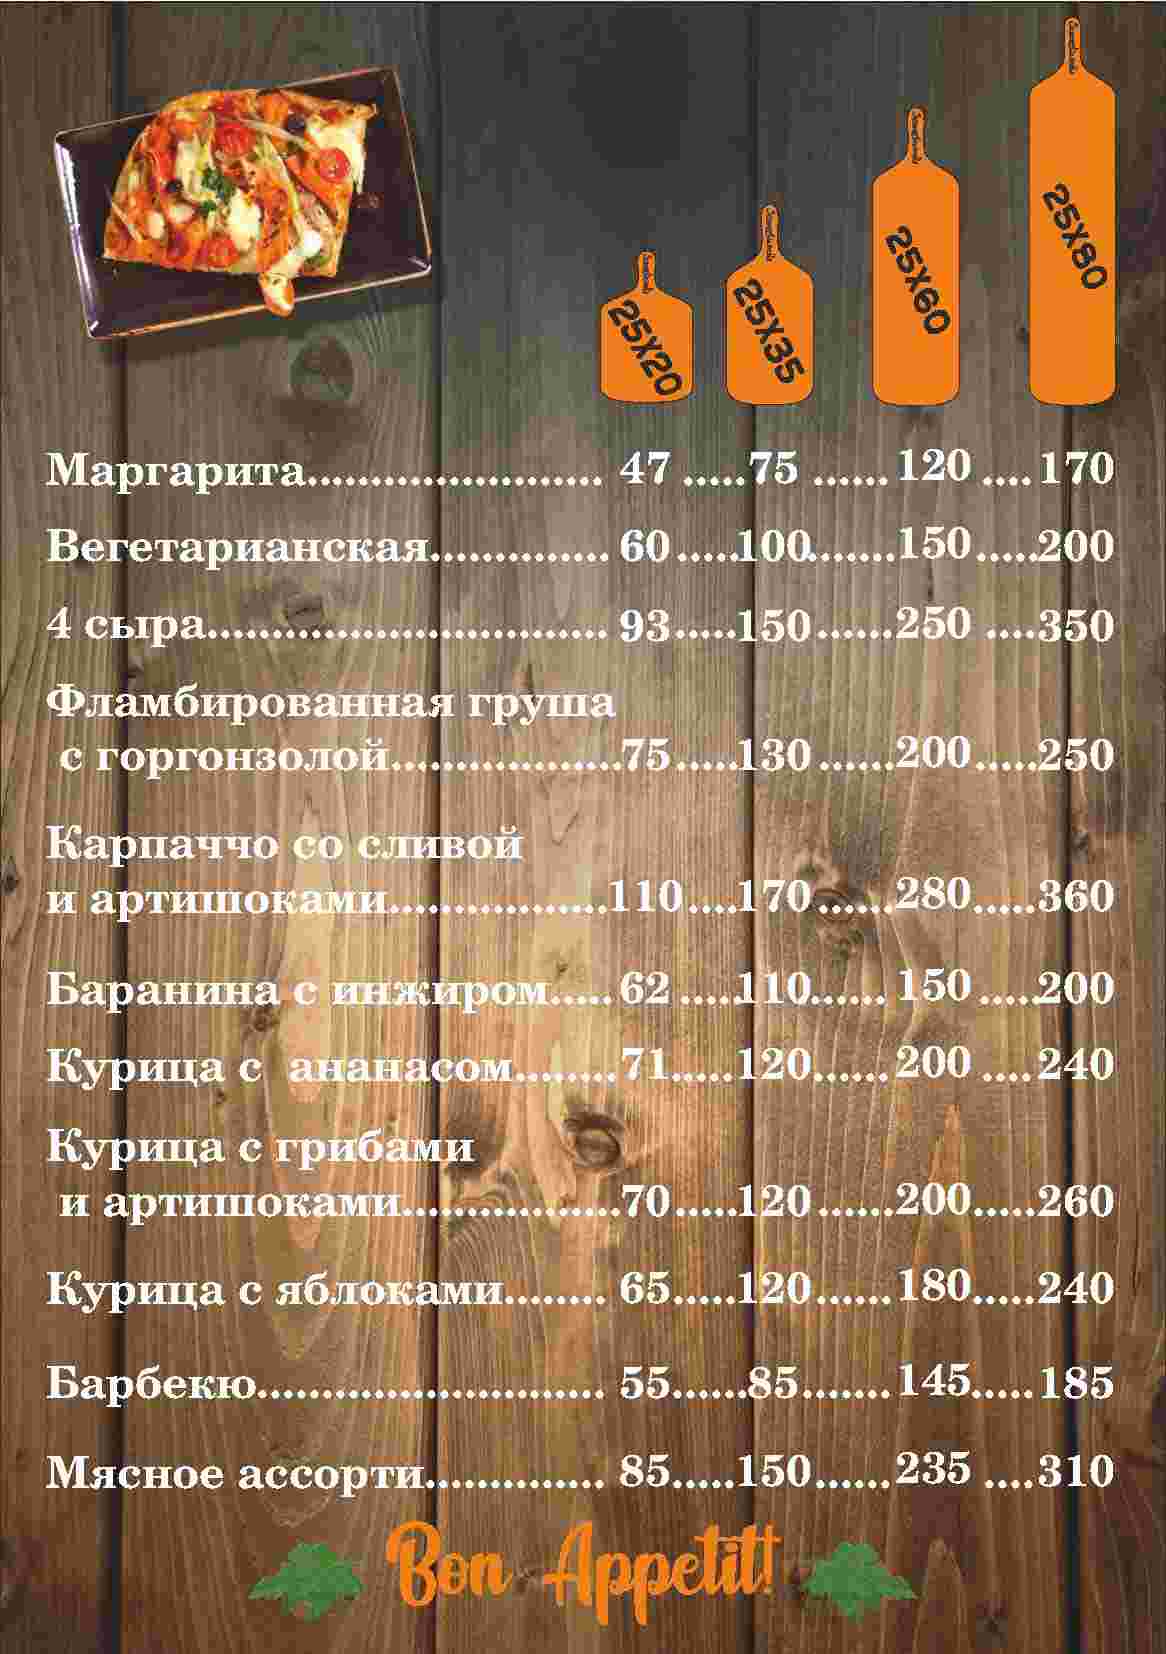 25X20 25X35 25X60 25X80
Маргарита....................... 47 .....75 ...... 120 ....170
Вегетарианская.............. 60 .....100.......150 .....200
4 сыра............................... 93 .....150......250 ....350
Фламбированная груша
с горгонзолой..................75 .....130 ......200 .....250
Карпаччо со сливой
и артишоками.................110 ....170 ......280 .....360
Баранина с инжиром..... 62 .....110...... 150 .....200
Курица с ананасом........71.....120...... 200 ....240
Курица с грибами
и артишоками.................70 .....120 ......200.....260
Курица с яблоками........ 65.....120 ...... 180.....240
Барбекю........................... 55......85....... 145..... 185
Мясное ассорти.............. 85.....150......235 ....310
Bon Appetit!